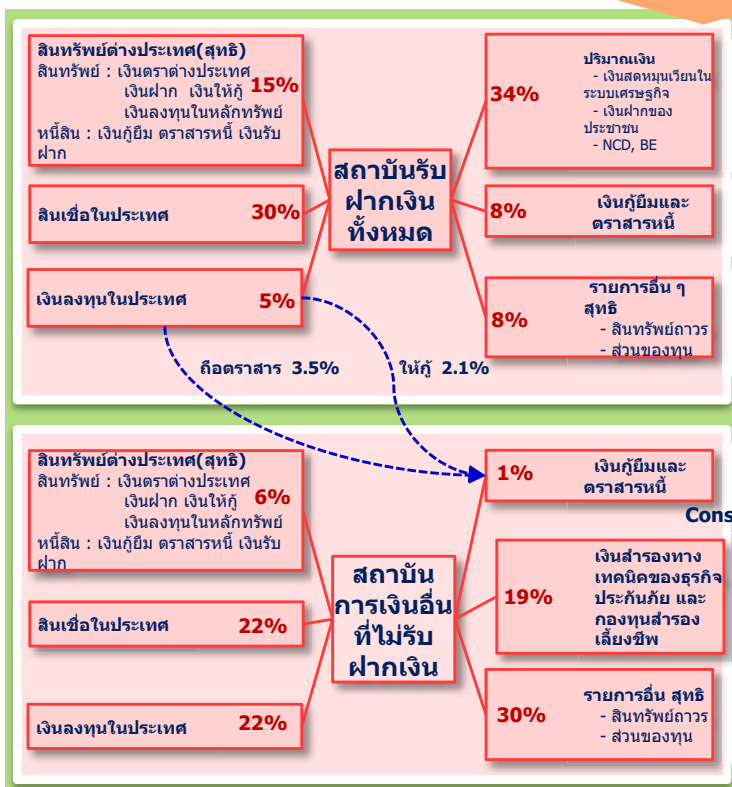 สินทรัพย์ต่างประเทศ(สุทธิ)
สินทรัพย์ : เงินตราต่างประเทศ
เงินฝาก เงินให้กู้ 15%
เงินลงทุนในหลักทรัพย์
หนี้สิน : เงินกู้ยืม ตราสารหนี้ เงินรับ
ฝาก
สินเชื่อในประเทศ 30%
เงินลงทุนในประเทศ 5%
สถาบันรับ
ฝากเงิน
ทั้งหมด
34%
ปริมาณเงิน
- เงินสดหมุนเวียนใน
ระบบเศรษฐกิจ
- เงินฝากของ
ประชาชน
- NCD, BE
8%
เงินกู้ยืมและ
ตราสารหนี้
8%
รายการอื่น ๆ
สุทธิ
- สินทรัพย์ถาวร
- ส่วนของทุน
ถือตราสาร 3.5%
ให้กู้ 2.1%
สินทรัพย์ต่างประเทศ(สุทธิ)
สินทรัพย์ : เงินตราต่างประเทศ
เงินฝาก เงินให้กู้ 6%
เงินลงทุนในหลักทรัพย์
หนี้สิน : เงินกู้ยืม ตราสารหนี้ เงินรับ
ฝาก
สินเชื่อในประเทศ 22%
เงินลงทุนในประเทศ 22%
สถาบัน
การเงินอื่น
ที่ไม่รับ
ฝากเงิน
1%
เงินกู้ยืมและ
ตราสารหนี้
Cons
19%
เงินสำรองทาง
เทคนิคของธุรกิจ
ประกันภัย และ
กองทุนสำรอง
เลี้ยงชีพ
30%
รายการอื่น สุทธิ
- สินทรัพย์ถาวร
- ส่วนของทุน